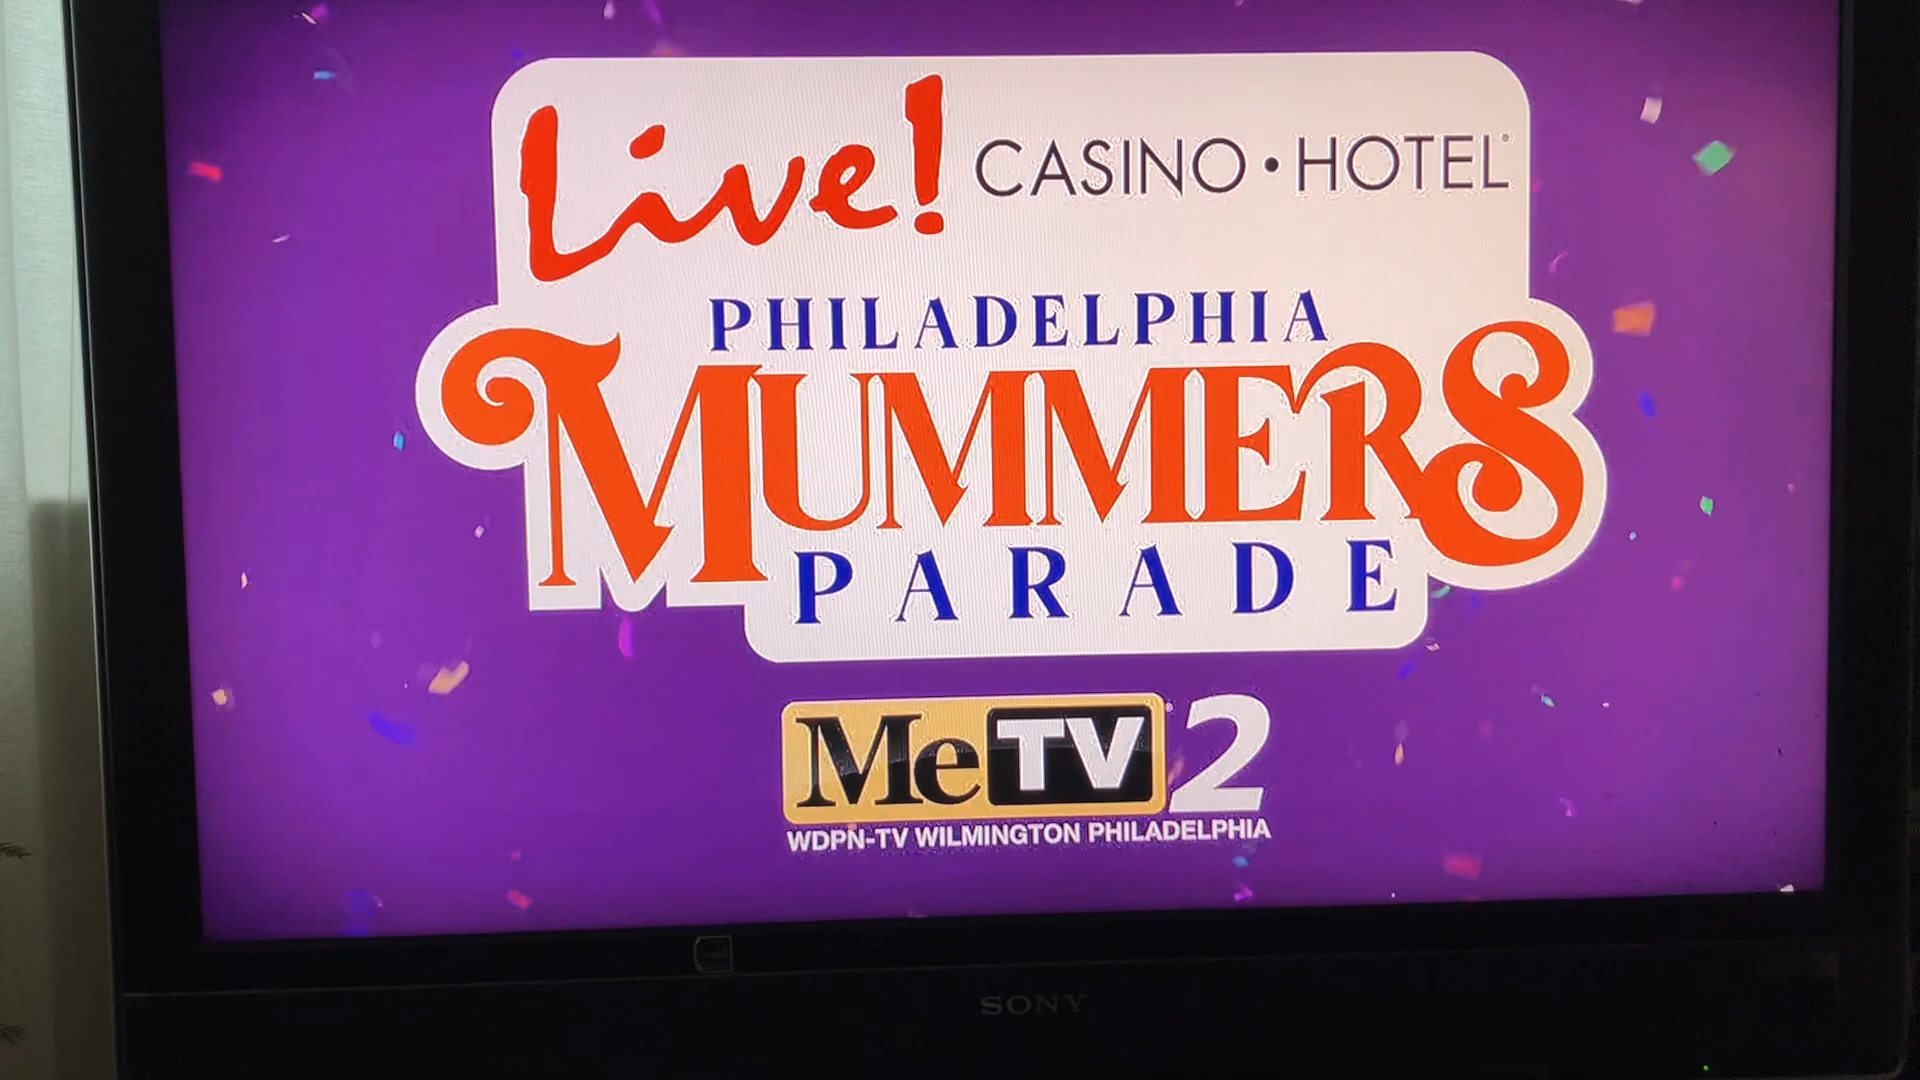 Live! CASINO • HOTEL®
PHILADELPHIA
MUMMERS
PARADE
MeTV® 2
WDPN-TV WILMINGTON PHILADELPHIA
SONY